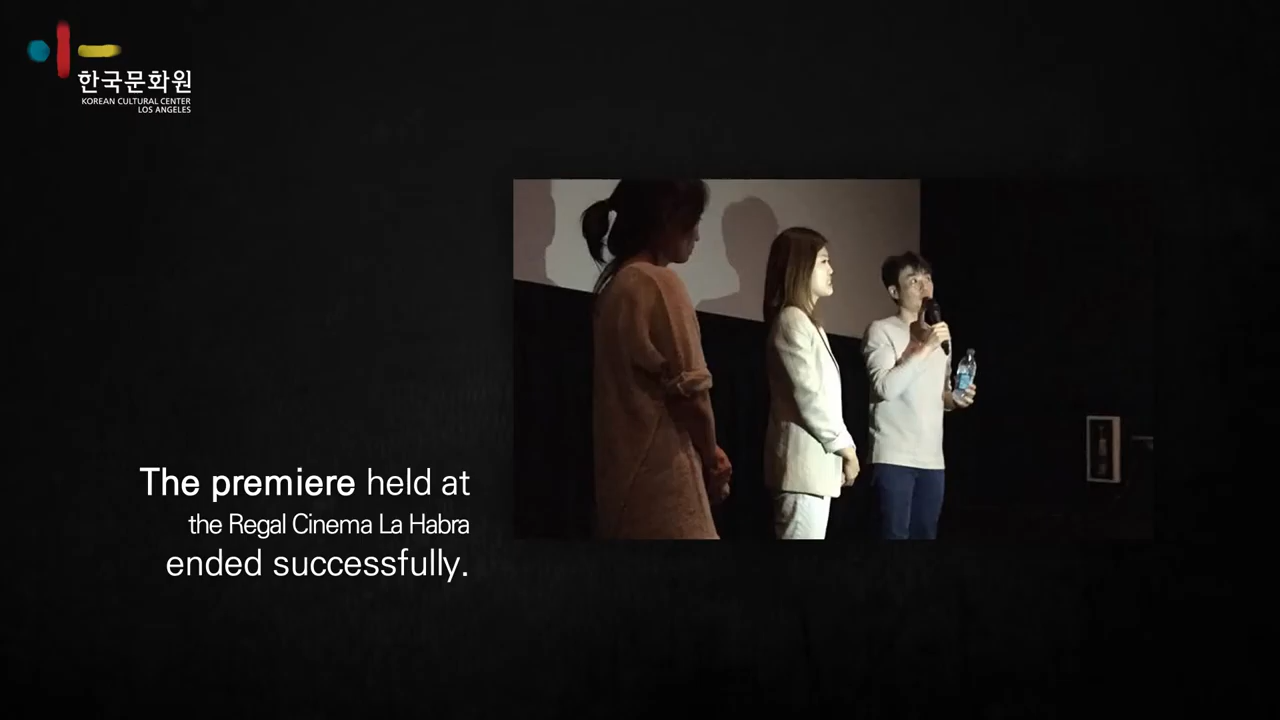 한국문화원
KOREAN CULTURAL CENTER
LOS ANGELES
The premiere held at
the Regal Cinema La Habra
ended successfully.